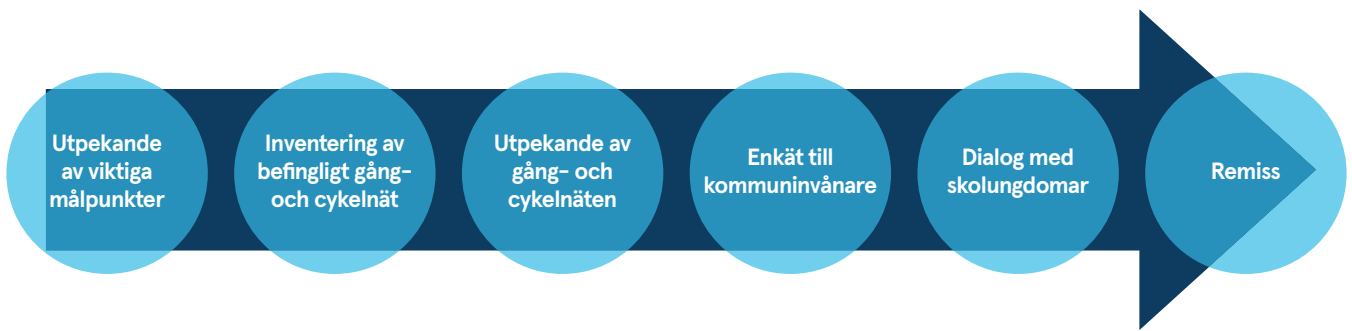 Utpekande
av viktiga
målpunkter
Inventering av
befingligt gång-
och cykelnät
Utpekande av
gång- och
cykelnäten
Enkät till
kommuninvånare
Dialog med
skolungdomar
Remiss